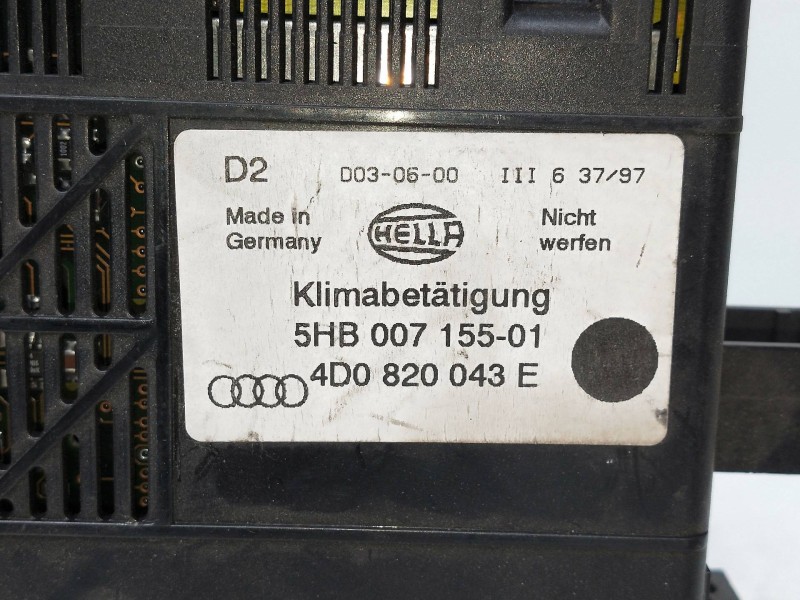 D2 D03-06-00 III 6 37/97
Made in Germany HELLA Nicht werfen
Klimabetätigung
5HB 007 155-01
4D0 820 043 E